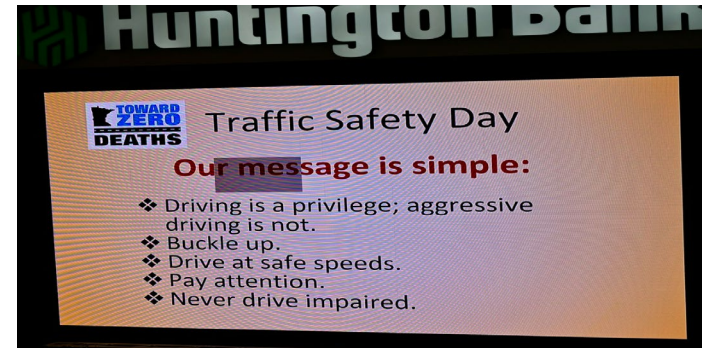 Huntington Bank
TOWARD
ZERO
DEATHS
Traffic Safety Day
Our message is simple:
❖ Driving is a privilege; aggressive
driving is not.
❖ Buckle up.
❖ Drive at safe speeds.
❖ Pay attention.
❖ Never drive impaired.